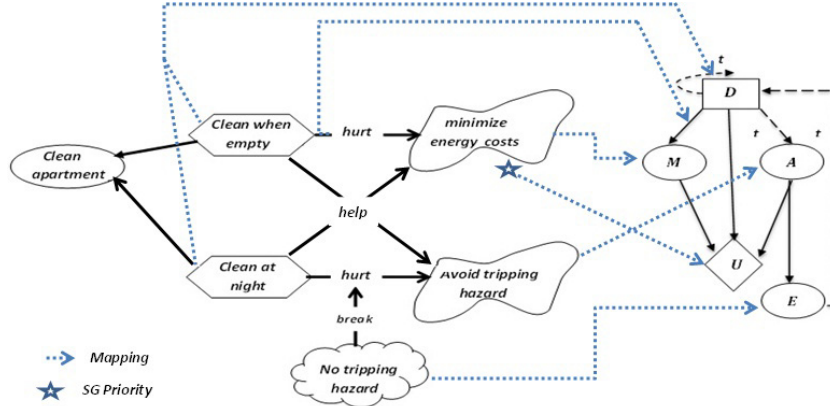 t
D
Clean when
empty
hurt
minimize
energy costs
Clean
apartment
M
t
t
A
help
Clean at
night
hurt
Avoid tripping
hazard
U
E
break
No tripping
hazard
Mapping
SG Priority